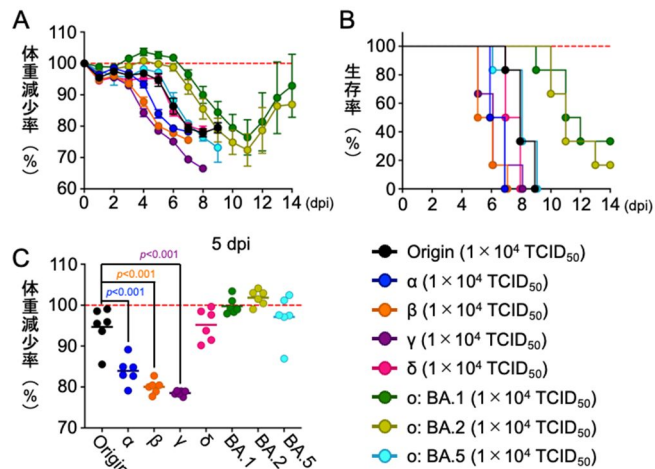 A
体重減少率（%）
110
100
90
80
70
60
0 2 4 6 8 10 12 14 (dpi)
B
生存率（%）
100
80
60
40
20
0
0 2 4 6 8 10 12 14 (dpi)
C
5 dpi
体重減少率（%）
110
100
90
80
70
p<0.001
p<0.001
p<0.001
Origin α β γ δ BA.1 BA.2 BA.5
Origin (1×10⁴ TCID₅₀)
α (1×10⁴ TCID₅₀)
β (1×10⁴ TCID₅₀)
γ (1×10⁴ TCID₅₀)
δ (1×10⁴ TCID₅₀)
o: BA.1 (1×10⁴ TCID₅₀)
o: BA.2 (1×10⁴ TCID₅₀)
o: BA.5 (1×10⁴ TCID₅₀)